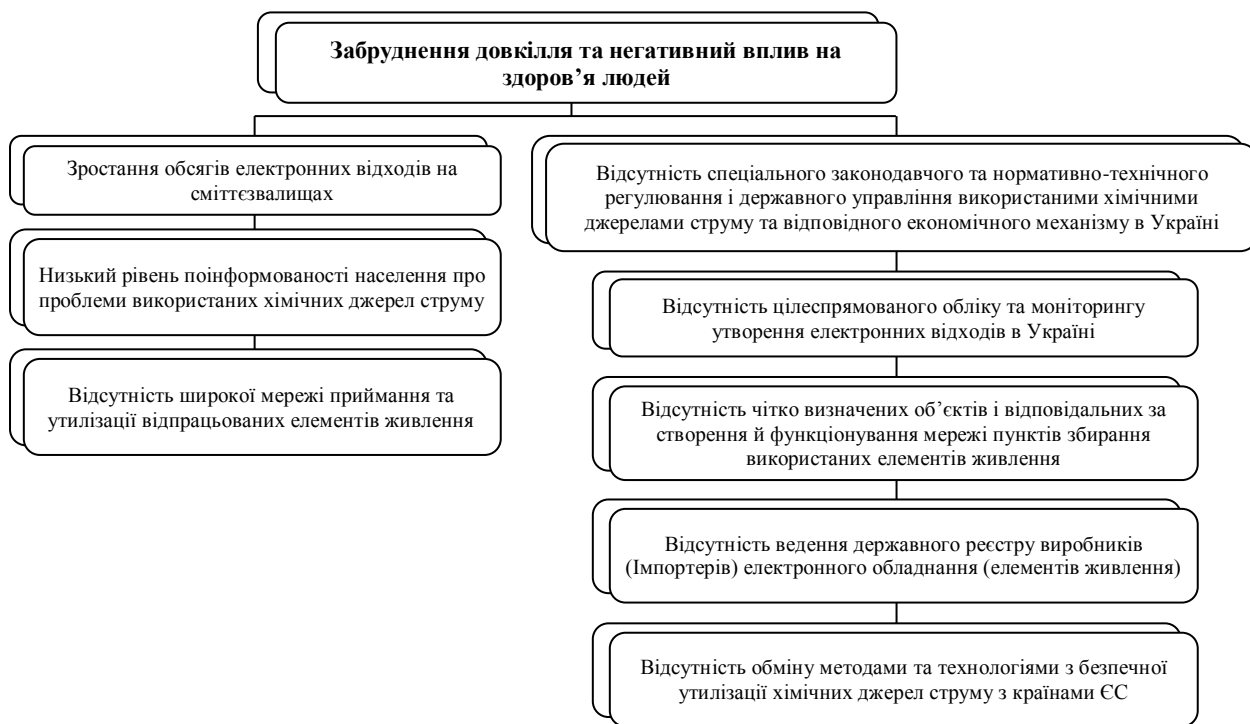 Забруднення довкілля та негативний вплив на
здоров’я людей
Зростання обсягів електронних відходів на
сміттєзвалищах
Низький рівень поінформованості населення про
проблеми використаних хімічних джерел струму
Відсутність широкої мережі приймання та
утилізації відпрацьованих елементів живлення
Відсутність спеціального законодавчого та нормативно-технічного
регулювання і державного управління використаними хімічними
джерелами струму та відповідного економічного механізму в Україні
Відсутність цілеспрямованого обліку та моніторингу
утворення електронних відходів в Україні
Відсутність чітко визначених об’єктів і відповідальних за
створення й функціонування мережі пунктів збирання
використаних елементів живлення
Відсутність ведення державного реєстру виробників
(Імпортерів) електронного обладнання (елементів живлення)
Відсутність обміну методами та технологіями з безпечної
утилізації хімічних джерел струму з країнами ЄС